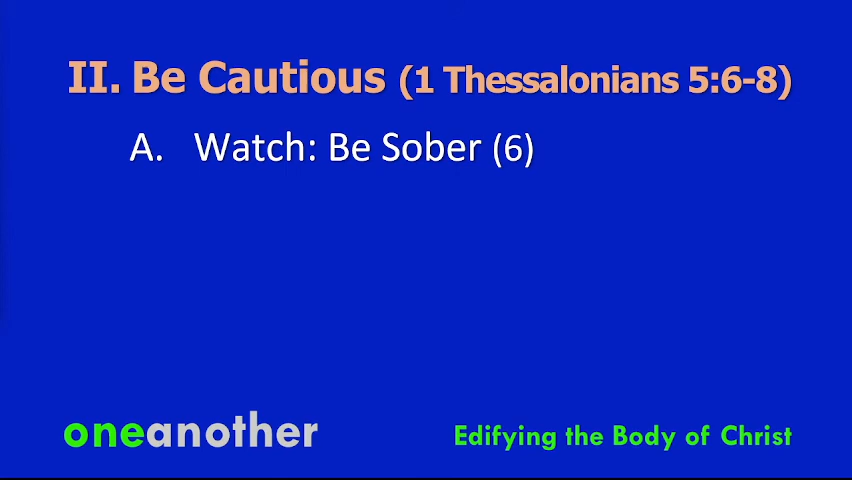 II. Be Cautious (1 Thessalonians 5:6-8)
A. Watch: Be Sober (6)
oneanother
Edifying the Body of Christ